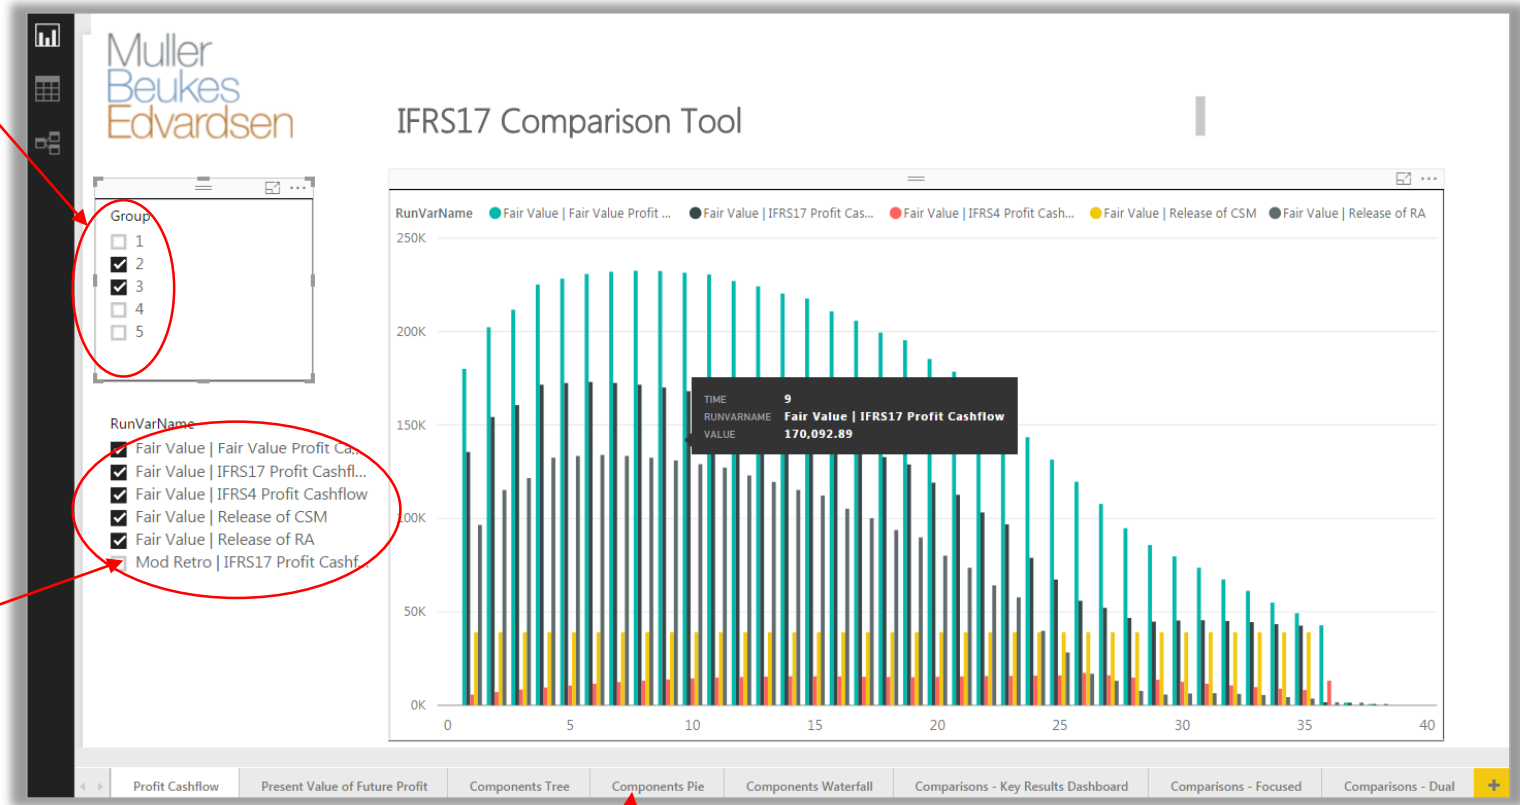 Muller
Beukes
Edvardsen
IFRS17 Comparison Tool
Group
1
2
3
4
5
RunVarName
Fair Value | Fair Value Profit Ca...
Fair Value | IFRS17 Profit Cashfl...
Fair Value | IFRS4 Profit Cashflow
Fair Value | Release of CSM
Fair Value | Release of RA
Mod Retro | IFRS17 Profit Cashf...
RunVarName Fair Value | Fair Value Profit ... Fair Value | IFRS17 Profit Cas... Fair Value | IFRS4 Profit Cash... Fair Value | Release of CSM Fair Value | Release of RA
250K
200K
150K
100K
50K
0K
0 5 10 15 20 25 30 35 40
TIME 9
RUNVARNAME Fair Value | IFRS17 Profit Cashflow
VALUE 170,092.89
Profit Cashflow Present Value of Future Profit Components Tree Components Pie Components Waterfall Comparisons - Key Results Dashboard Comparisons - Focused Comparisons - Dual +